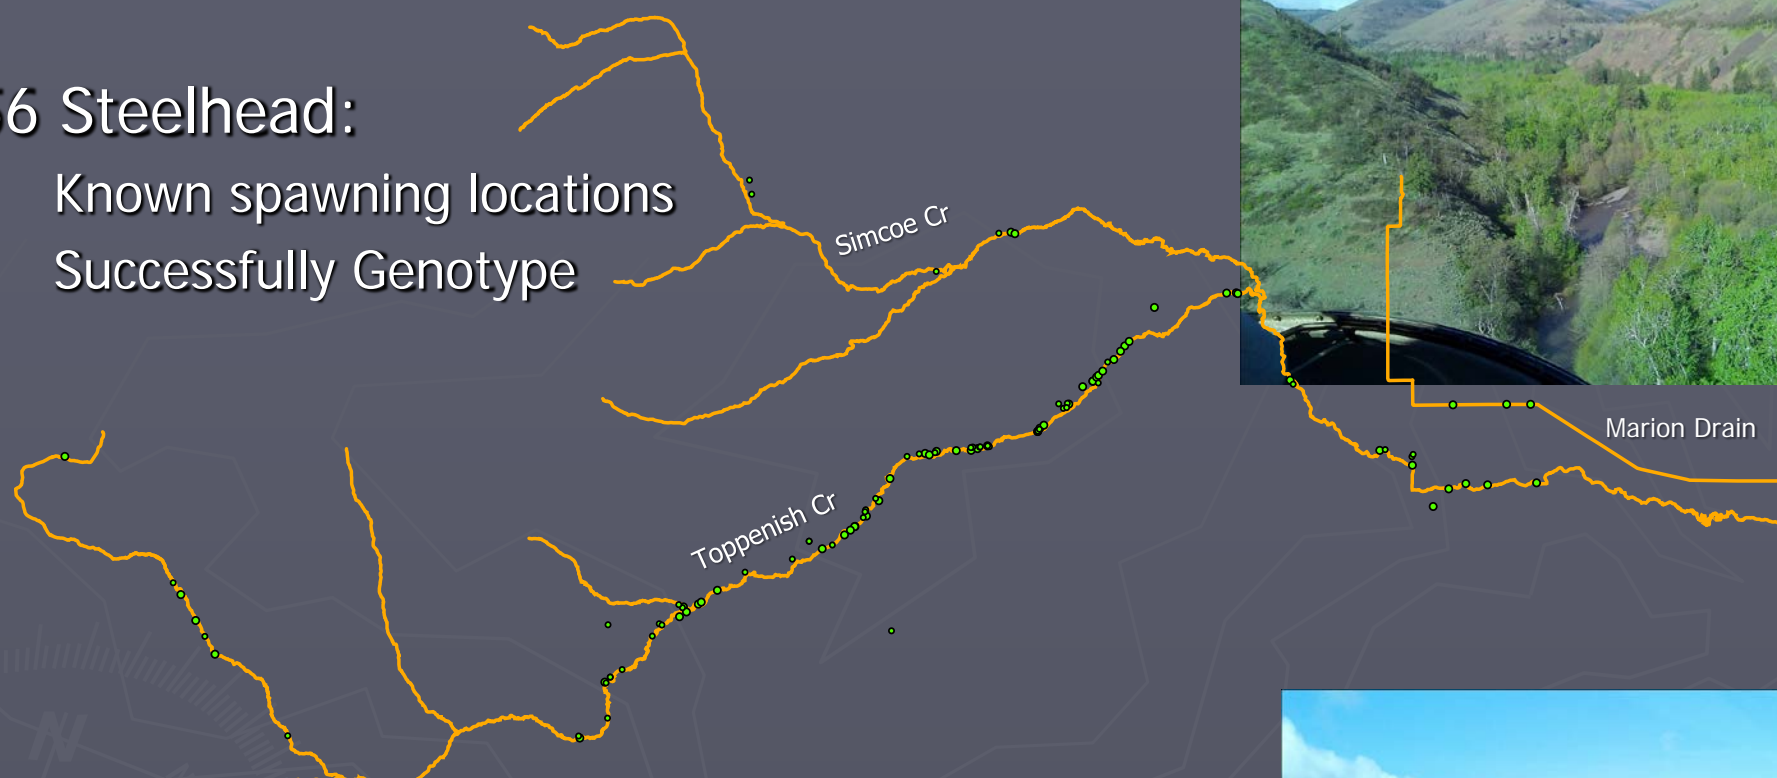 6 Steelhead:
Known spawning locations
Successfully Genotype
Simcoe Cr
Marion Drain
Toppenish Cr
N